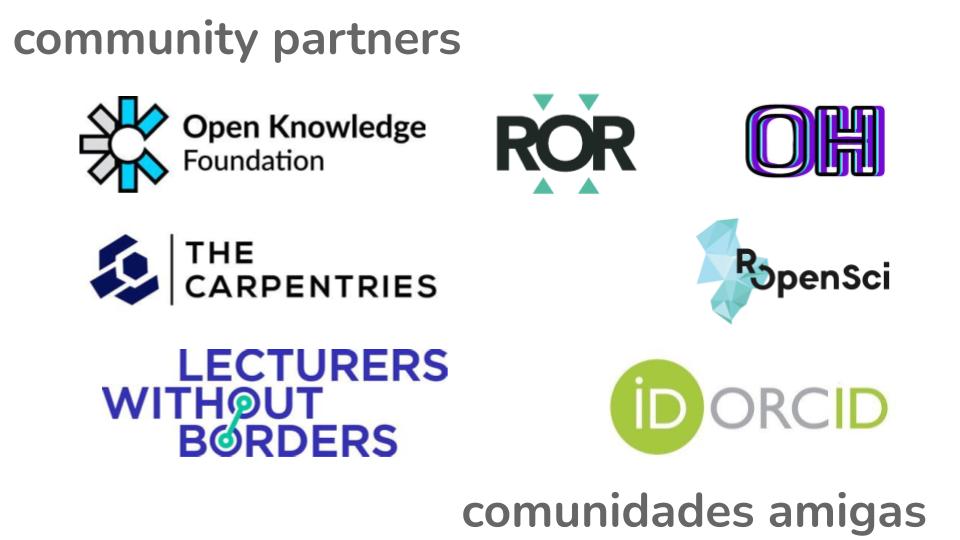 community partners
Open Knowledge
Foundation
ROR
OH
THE
CARPENTRIES
ROpenSci
LECTURERS
WITHOUT
BORDERS
iD ORCID
comunidades amigas